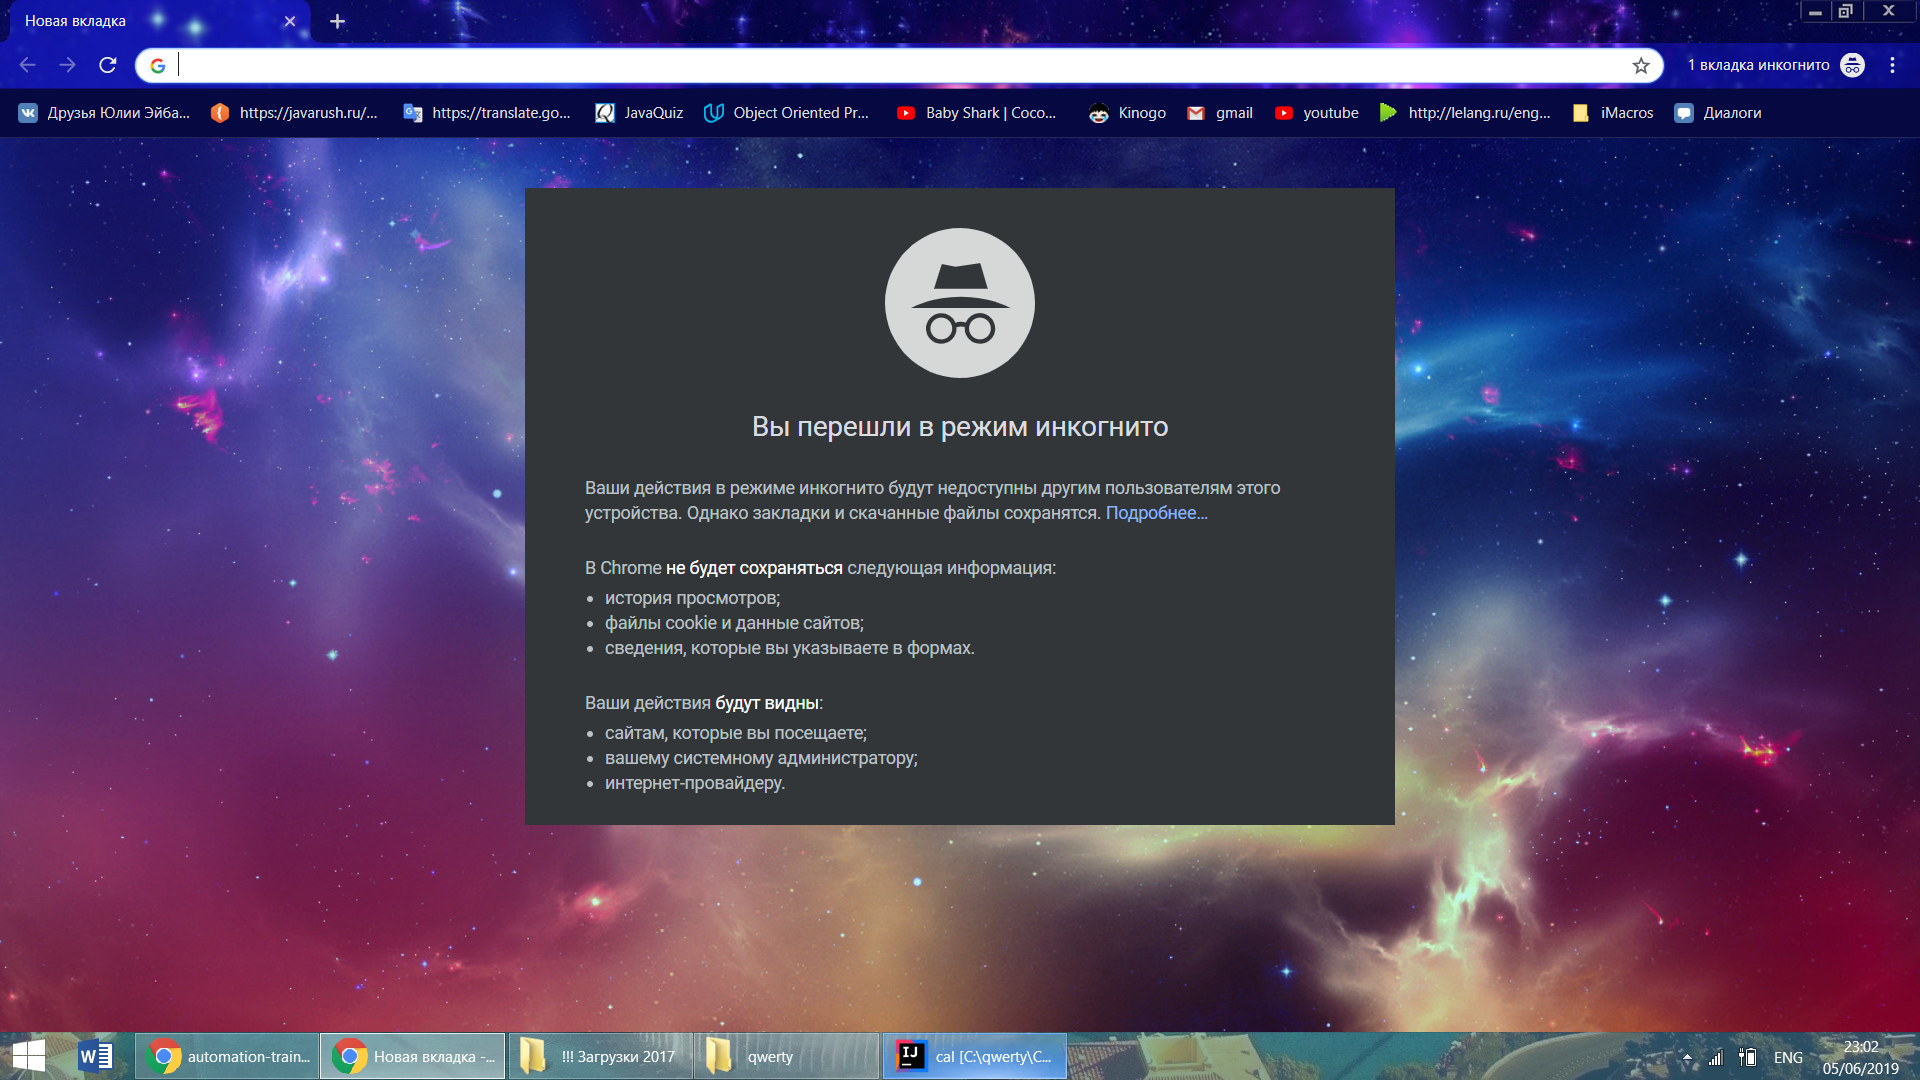 Новая вкладка
1 вкладка инкогнито
Друзья Юлии Эйба... https://javarush.ru/... https://translate.go... JavaQuiz Object Oriented Pr... Baby Shark | Coco... Kinogo gmail youtube http://lelang.ru/eng... iMacros Диалоги
Вы перешли в режим инкогнито
Ваши действия в режиме инкогнито будут недоступны другим пользователям этого
устройства. Однако закладки и скачанные файлы сохранятся. Подробнее...
В Chrome не будет сохраняться следующая информация:
• история просмотров;
• файлы cookie и данные сайтов;
• сведения, которые вы указываете в формах.
Ваши действия будут видны:
• сайтам, которые вы посещаете;
• вашему системному администратору;
• интернет-провайдеру.
automation-train... Новая вкладка -... !!! Загрузки 2017 qwerty cal [C:\qwerty\C... ENG 23:02
05/06/2019